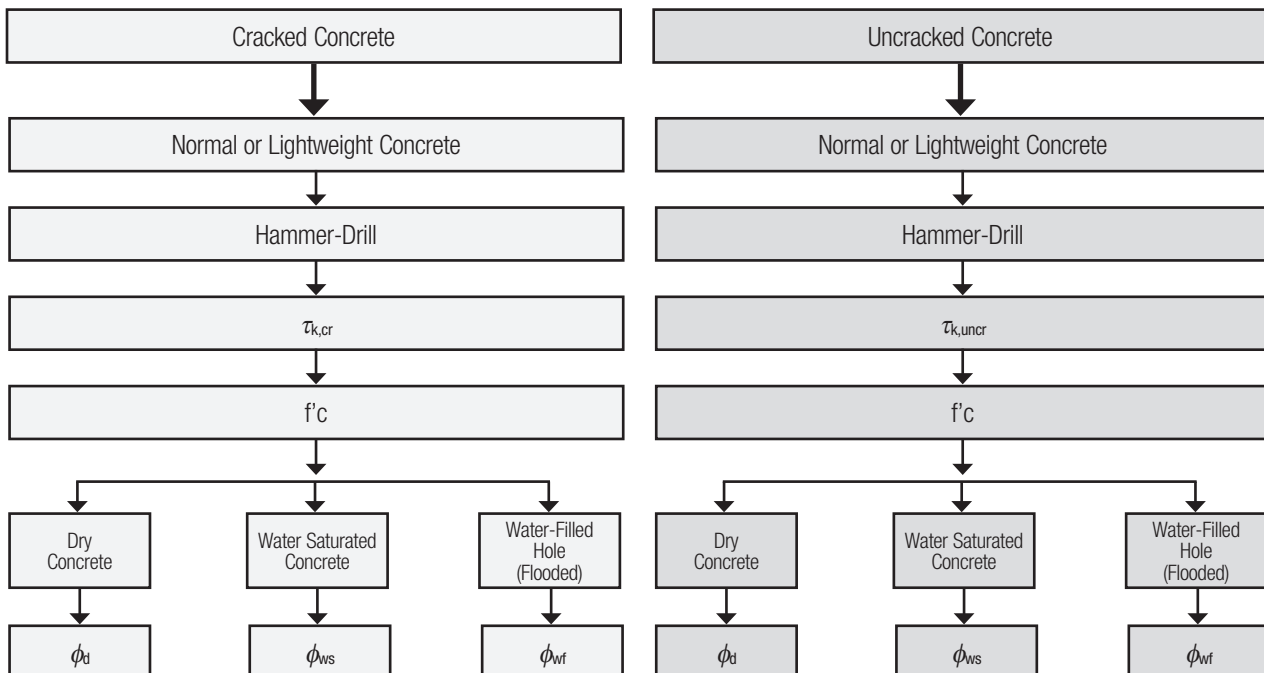 Cracked Concrete
Normal or Lightweight Concrete
Hammer-Drill
τk,cr
f’c
Dry
Concrete
Water Saturated
Concrete
Water-Filled
Hole
(Flooded)
ϕd
ϕws
ϕwf
Uncracked Concrete
Normal or Lightweight Concrete
Hammer-Drill
τk,uncr
f’c
Dry
Concrete
Water Saturated
Concrete
Water-Filled
Hole
(Flooded)
ϕd
ϕws
ϕwf